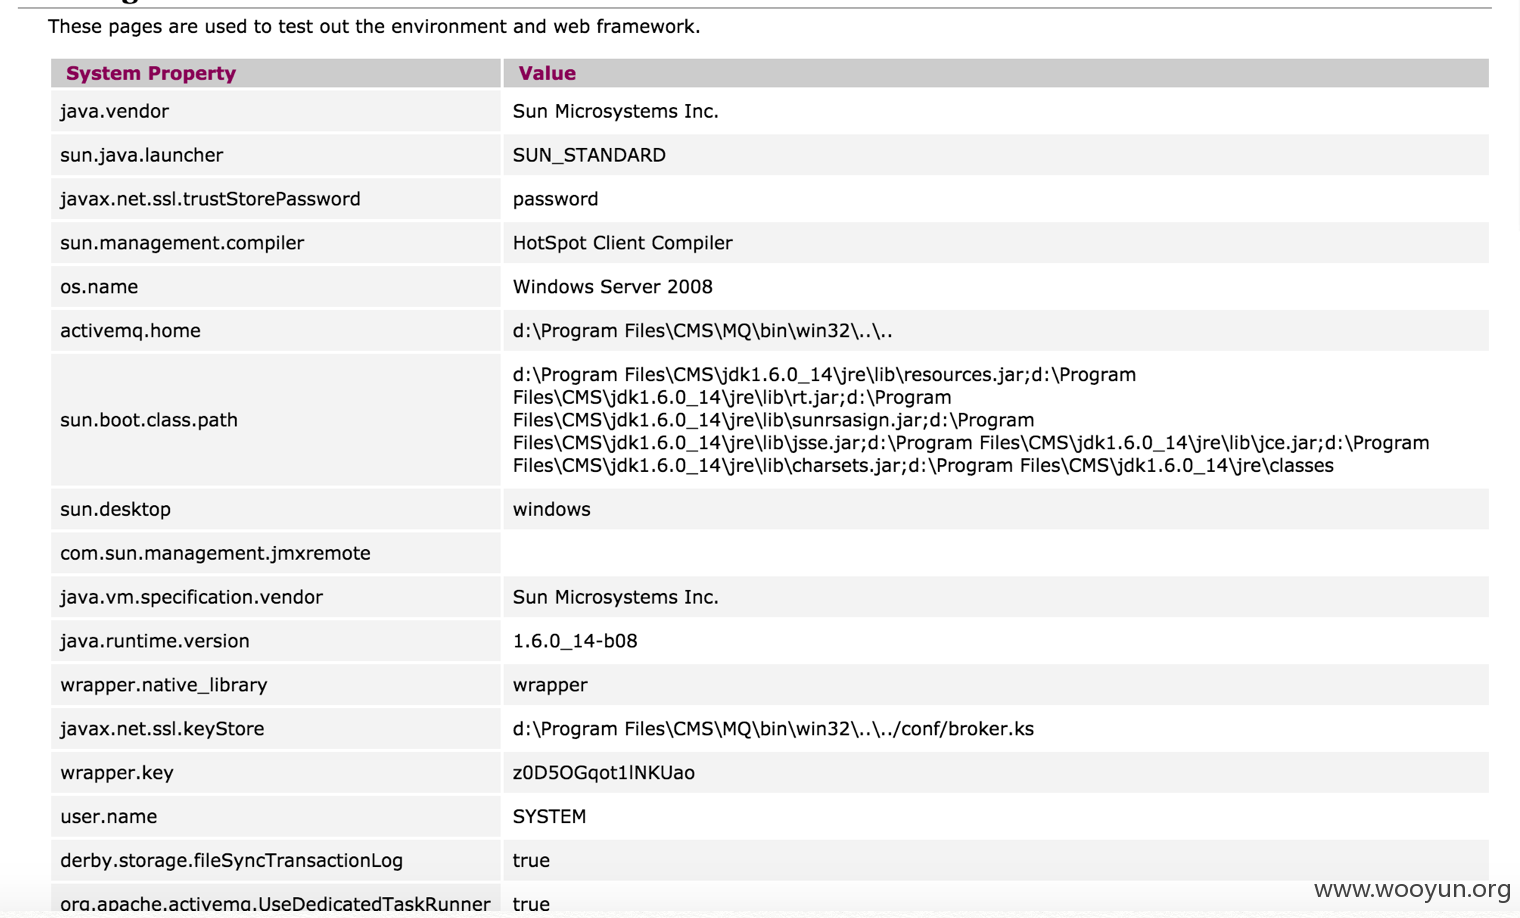 These pages are used to test out the environment and web framework.
System Property Value
java.vendor Sun Microsystems Inc.
sun.java.launcher SUN_STANDARD
javax.net.ssl.trustStorePassword password
sun.management.compiler HotSpot Client Compiler
os.name Windows Server 2008
activemq.home d:\Program Files\CMS\MQ\bin\win32\..\..
sun.boot.class.path d:\Program Files\CMS\jdk1.6.0_14\jre\lib\resources.jar;d:\Program
Files\CMS\jdk1.6.0_14\jre\lib\rt.jar;d:\Program
Files\CMS\jdk1.6.0_14\jre\lib\sunrsasign.jar;d:\Program
Files\CMS\jdk1.6.0_14\jre\lib\jsse.jar;d:\Program Files\CMS\jdk1.6.0_14\jre\lib\jce.jar;d:\Program
Files\CMS\jdk1.6.0_14\jre\lib\charsets.jar;d:\Program Files\CMS\jdk1.6.0_14\jre\classes
sun.desktop windows
com.sun.management.jmxremote
java.vm.specification.vendor Sun Microsystems Inc.
java.runtime.version 1.6.0_14-b08
wrapper.native_library wrapper
javax.net.ssl.keyStore d:\Program Files\CMS\MQ\bin\win32\..\../conf/broker.ks
wrapper.key z0D5OGqot1lNKUao
user.name SYSTEM
derby.storage.fileSyncTransactionLog true
org.apache.activemq.UseDedicatedTaskRunner true
www.wooyun.org